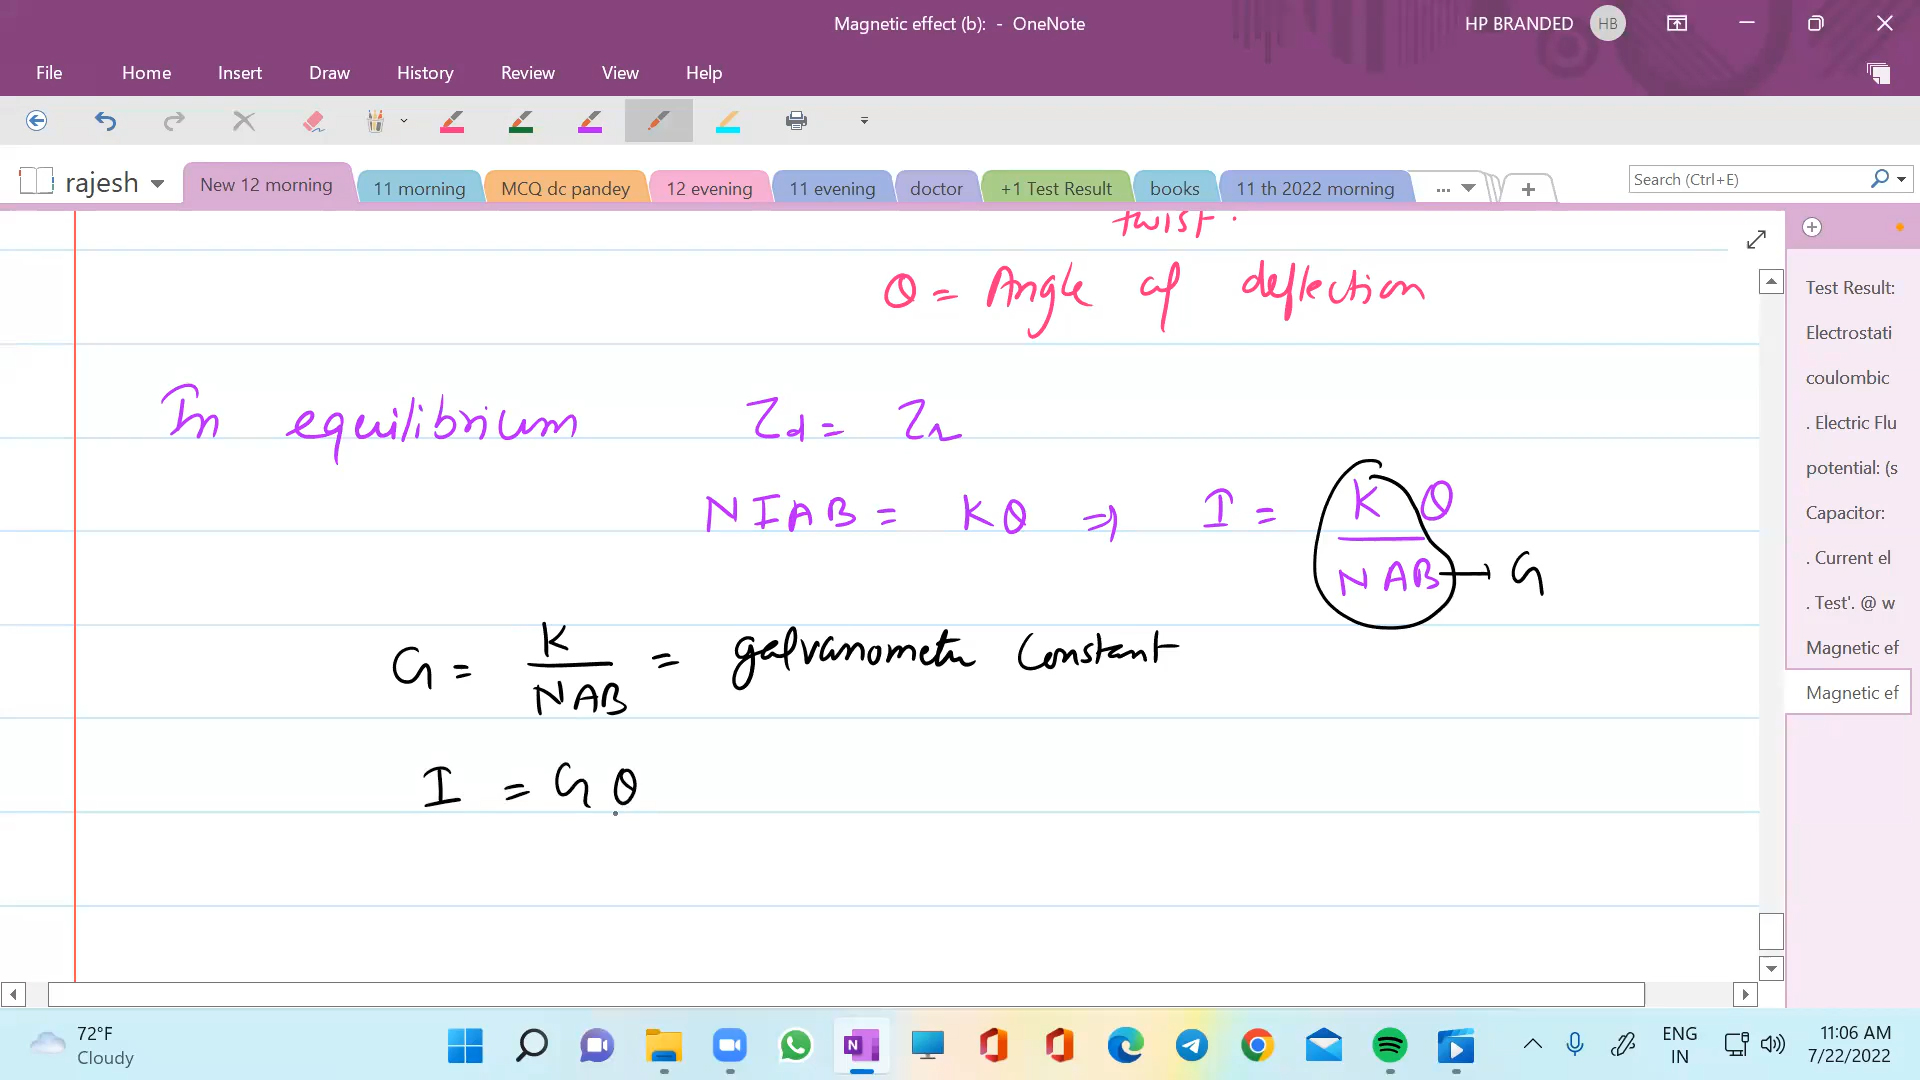 Magnetic effect (b): - OneNote
HP BRANDED HB
File Home Insert Draw History Review View Help
rajesh New 12 morning 11 morning MCQ dc pandey 12 evening 11 evening doctor +1 Test Result books 11 th 2022 morning ... + Search (Ctrl+E)
twist.
θ = Angle of deflection
In equilibrium τd = τr
NIAB = Kθ ⇒ I = K/NAB θ → G
G = K/NAB = galvanometer Constant
I = Gθ
Test Result:
Electrostati
coulombic
. Electric Flu
potential: (s
Capacitor:
. Current el
. Test'. @ w
Magnetic ef
Magnetic ef
72°F
Cloudy
ENG
IN
11:06 AM
7/22/2022